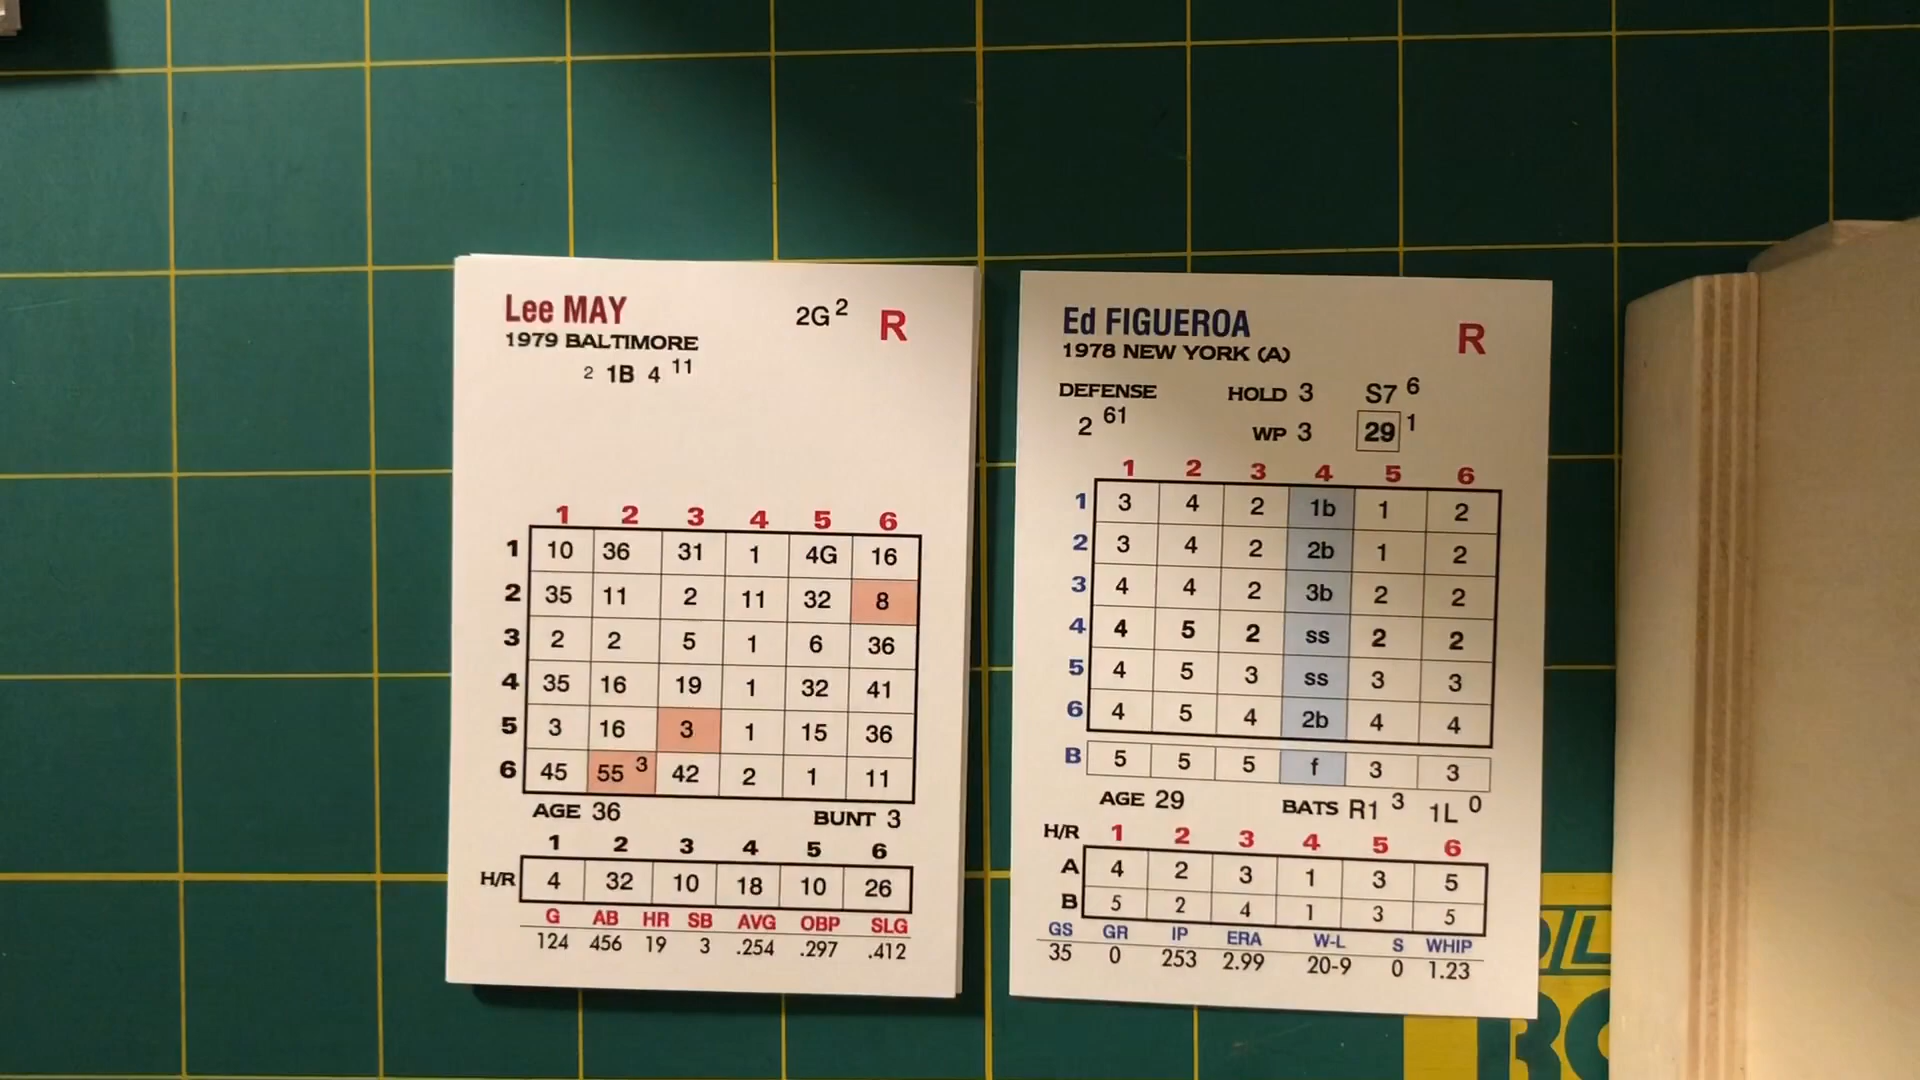 Lee MAY 2G 2 R
1979 BALTIMORE
2 1B 4 11
1 2 3 4 5 6
1 10 36 31 1 4G 16
2 35 11 2 11 32 8
3 2 2 5 1 6 36
4 35 16 19 1 32 41
5 3 16 3 1 15 36
6 45 55 3 42 2 1 11
AGE 36 BUNT 3
1 2 3 4 5 6
H/R 4 32 10 18 10 26
G AB HR SB AVG OBP SLG
124 456 19 3 .254 .297 .412
Ed FIGUEROA R
1978 NEW YORK (A)
DEFENSE HOLD 3 S7 6
2 61 WP 3 29 1
1 2 3 4 5 6
1 3 4 2 1b 1 2
2 3 4 2 2b 1 2
3 4 4 2 3b 2 2
4 4 5 2 ss 2 2
5 4 5 3 ss 3 3
6 4 5 4 2b 4 4
B 5 5 5 f 3 3
AGE 29 BATS R1 3 1L 0
H/R 1 2 3 4 5 6
A 4 2 3 1 3 5
B 5 2 4 1 3 5
GS GR IP ERA W-L S WHIP
35 0 253 2.99 20-9 0 1.23